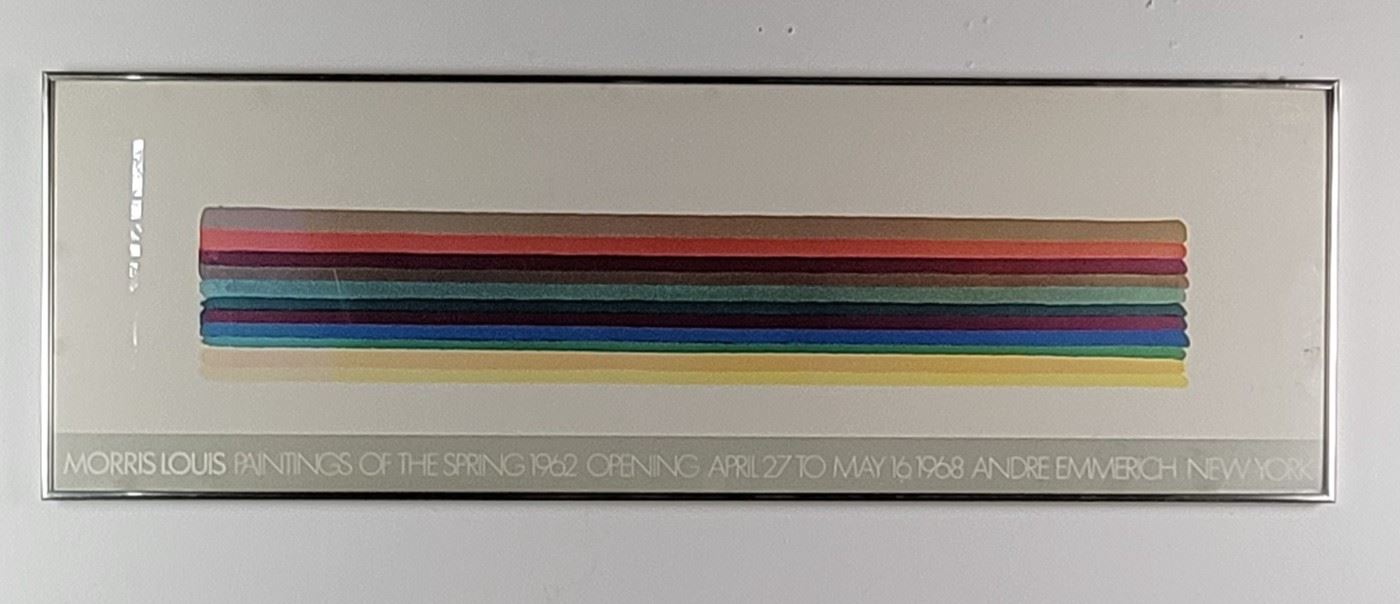 MORRIS LOUIS PAINTINGS OF THE SPRING 1962 OPENING APRIL 27 TO MAY 16 1968 ANDRE EMMERICH NEW YORK